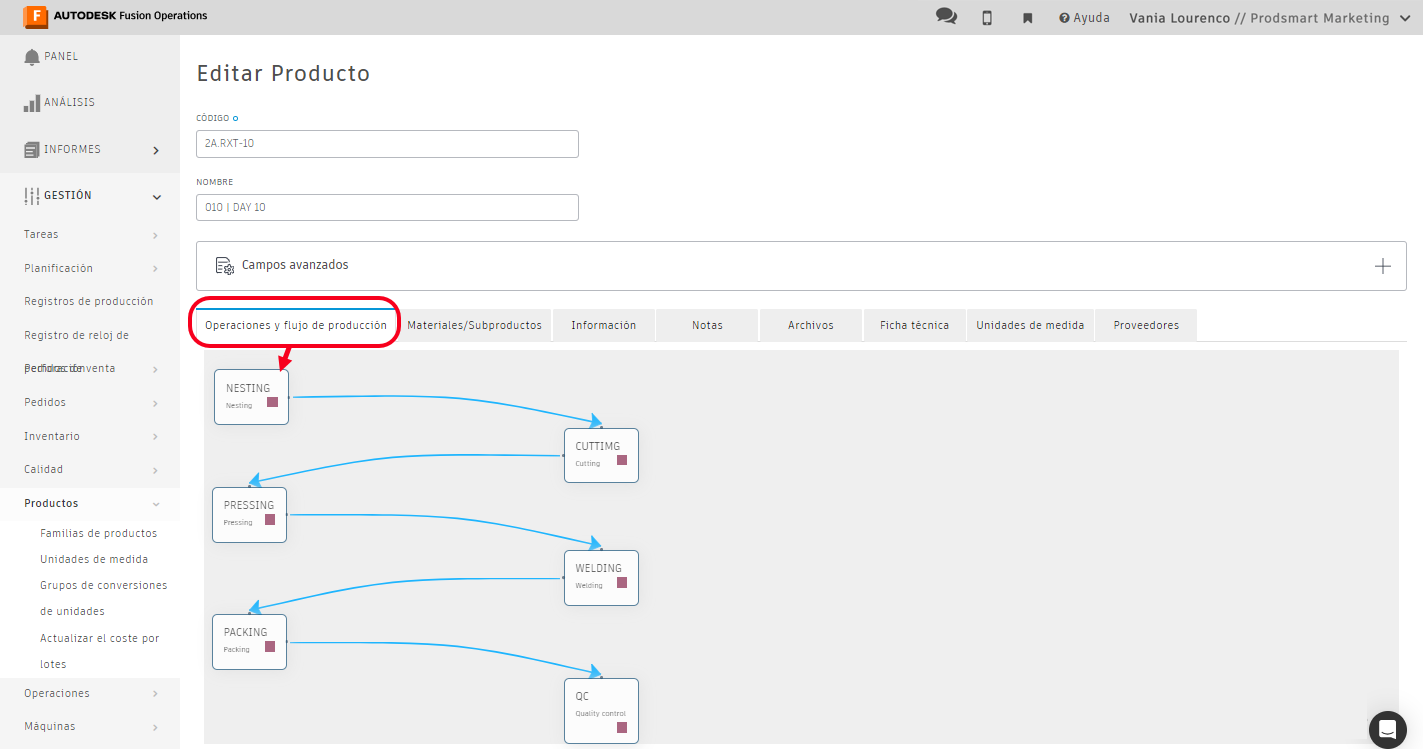 F AUTODESK Fusion Operations
Ayuda
Vania Lourenco // Prodsmart Marketing
PANEL
ANÁLISIS
INFORMES
GESTIÓN
Tareas
Planificación
Registros de producción
Registro de reloj de
Pedidos de venta
Pedidos
Inventario
Calidad
Productos
Familias de productos
Unidades de medida
Grupos de conversiones
de unidades
Actualizar el coste por
lotes
Operaciones
Máquinas
Editar Producto
CÓDIGO
2A.RXT-10
NOMBRE
010 | DAY 10
Campos avanzados
Operaciones y flujo de producción
Materiales/Subproductos
Información
Notas
Archivos
Ficha técnica
Unidades de medida
Proveedores
NESTING
Nesting
CUTTIMG
Cutting
PRESSING
Pressing
WELDING
Welding
PACKING
Packing
QC
Quality control